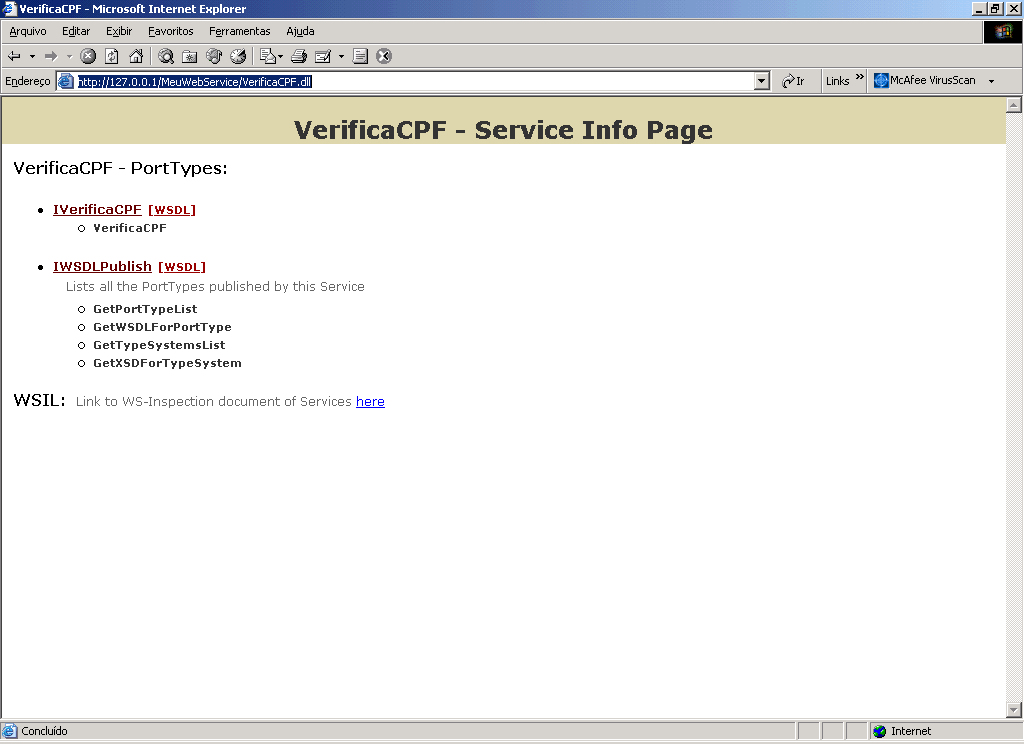 VerificaCPF - Microsoft Internet Explorer
Arquivo Editar Exibir Favoritos Ferramentas Ajuda
Endereço http://127.0.0.1/MeuWebService/VerificaCPF.dll Ir Links » McAfee VirusScan
VerificaCPF - Service Info Page
VerificaCPF - PortTypes:
IVerificaCPF [WSDL]
VerificaCPF
IWSDLPublish [WSDL]
Lists all the PortTypes published by this Service
GetPortTypeList
GetWSDLForPortType
GetTypeSystemsList
GetXSDForTypeSystem
WSIL: Link to WS-Inspection document of Services here
Concluído Internet